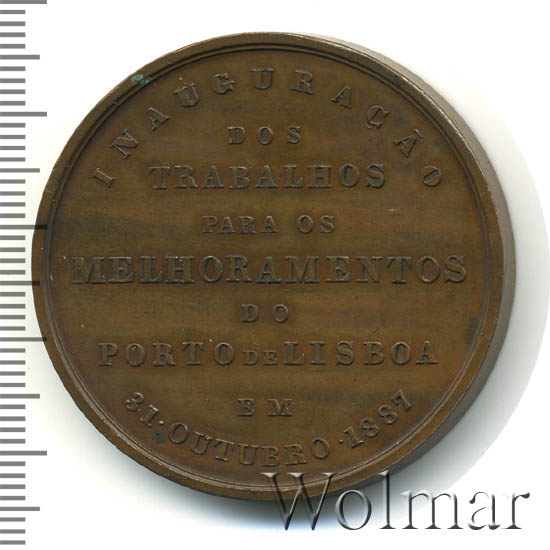 INAUGURAÇÃO
DOS
TRABALHOS
PARA OS
MELHORAMENTOS
DO
PORTO DE LISBOA
EM
31·OUTUBRO·1887
Wolmar